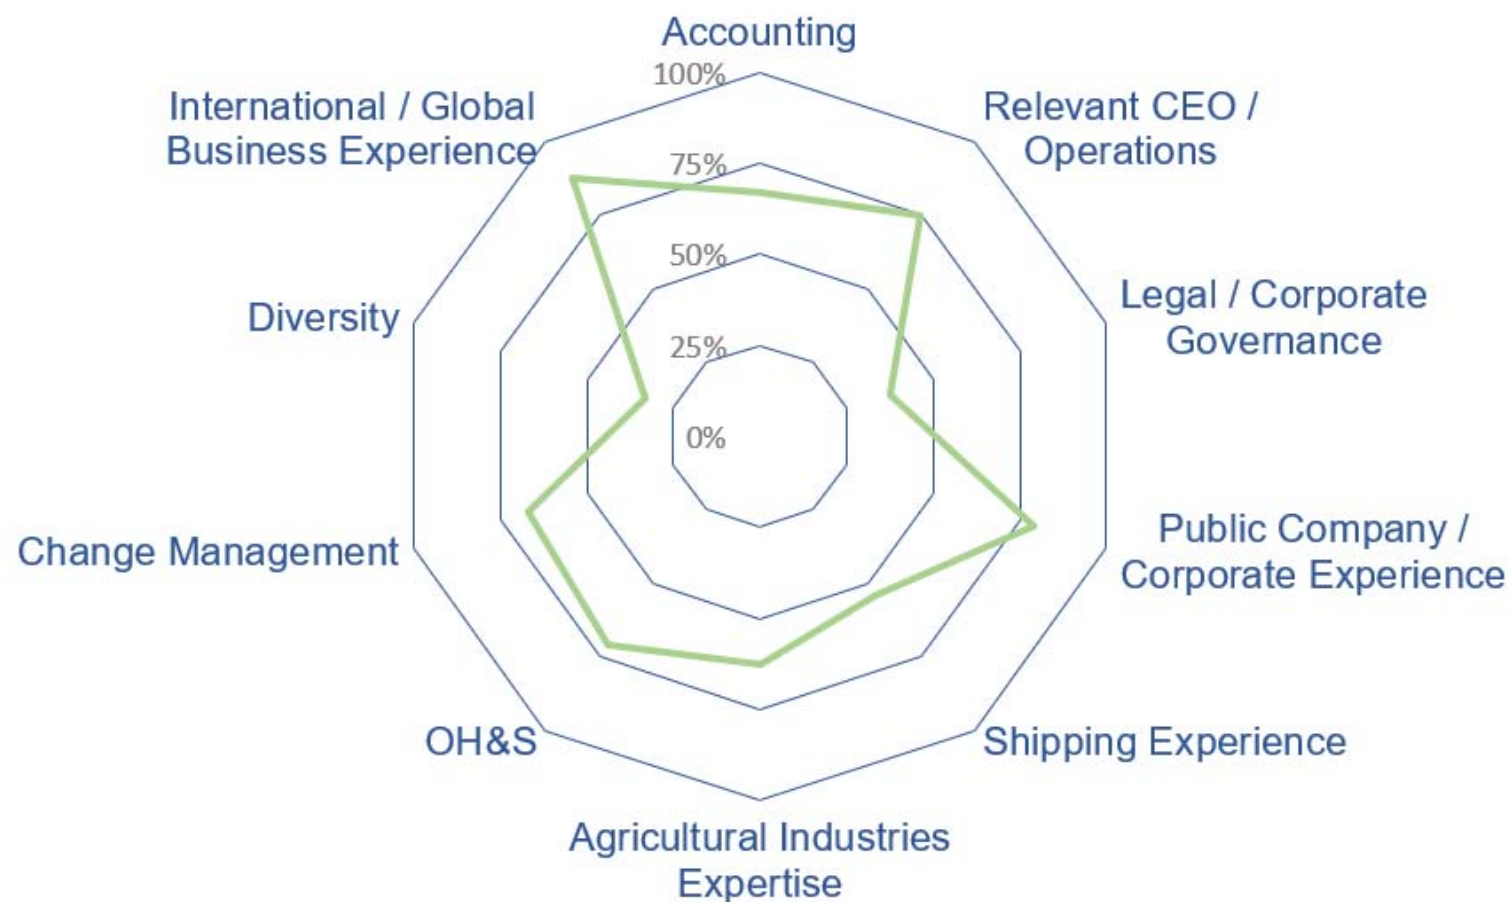 Accounting
100%
75%
50%
25%
0%
Relevant CEO /
Operations
Legal / Corporate
Governance
Public Company /
Corporate Experience
Shipping Experience
Agricultural Industries
Expertise
OH&S
Change Management
Diversity
International / Global
Business Experience